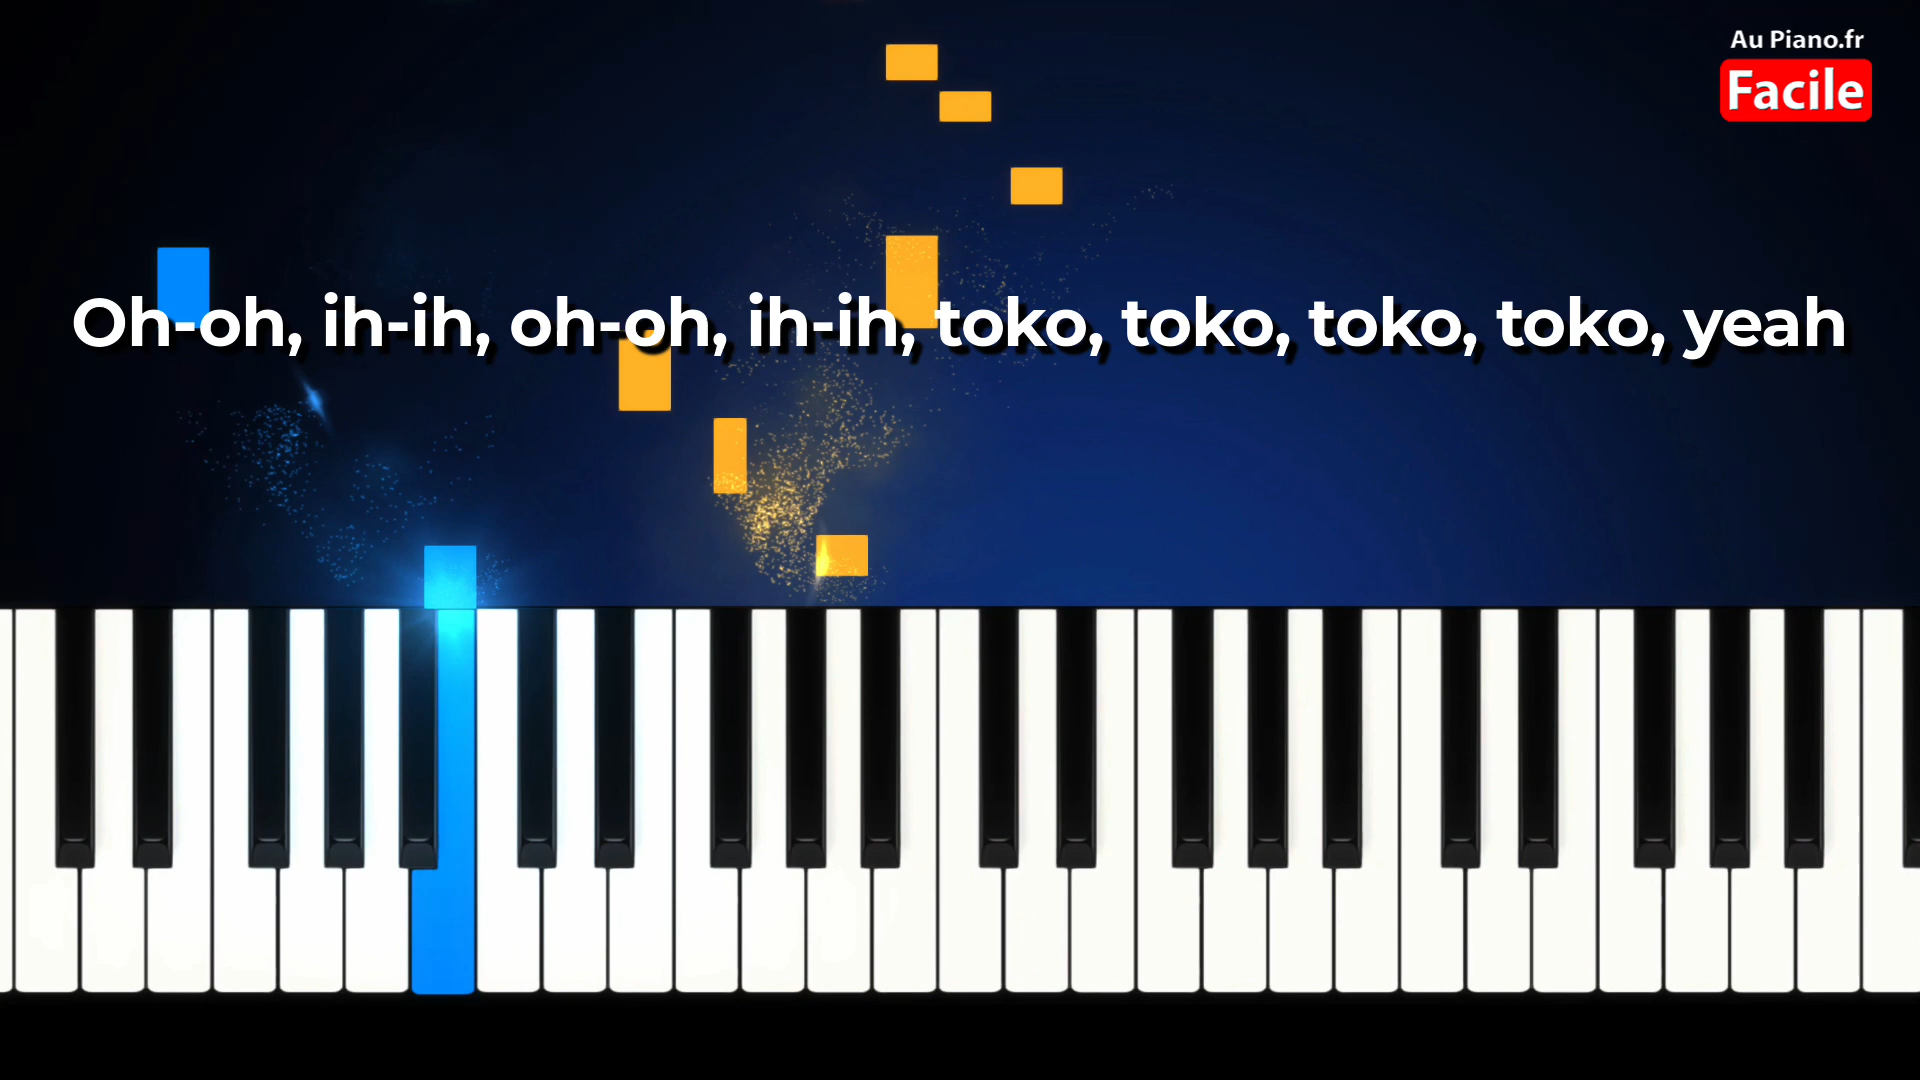 Au Piano.fr
Facile
Oh-oh, ih-ih, oh-oh, ih-ih, toko, toko, toko, toko, yeah